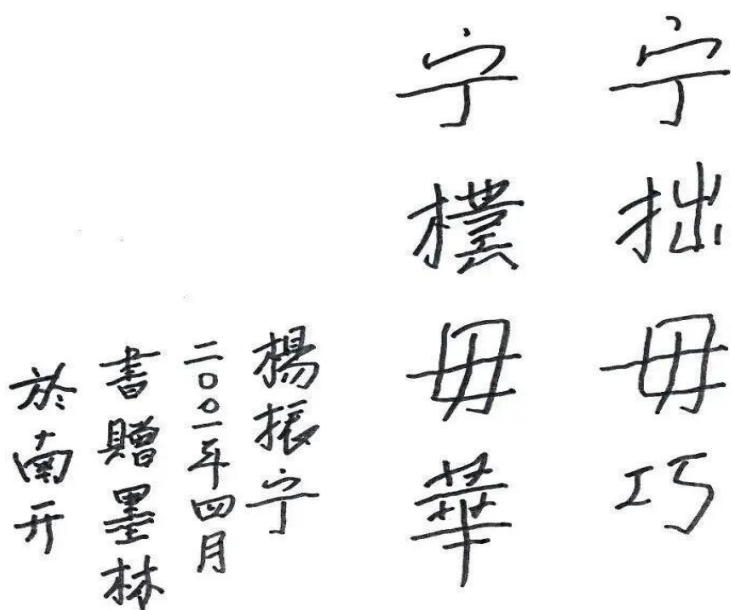 宁拙毋巧
宁樸毋華
楊振宁
二〇〇一年四月
書贈墨林
於南开